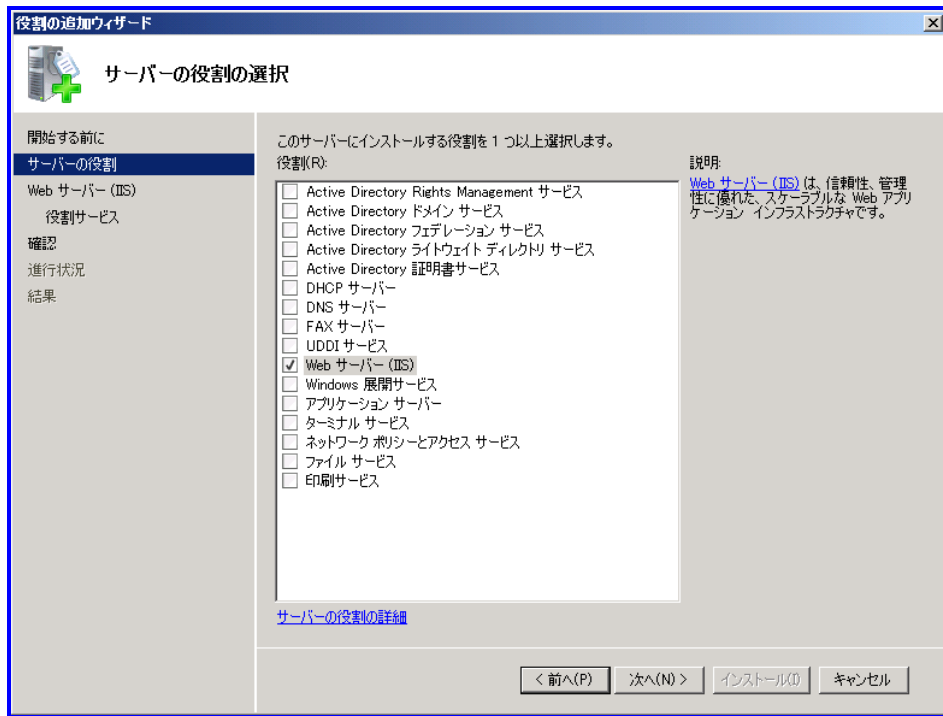 役割の追加ウィザード
サーバーの役割の選択
開始する前に
サーバーの役割
Web サーバー (IIS)
役割サービス
確認
進行状況
結果
このサーバーにインストールする役割を 1 つ以上選択します。
役割(R):
Active Directory Rights Management サービス
Active Directory ドメイン サービス
Active Directory フェデレーション サービス
Active Directory ライトウェイト ディレクトリ サービス
Active Directory 証明書サービス
DHCP サーバー
DNS サーバー
FAX サーバー
UDDI サービス
Web サーバー (IIS)
Windows 展開サービス
アプリケーション サーバー
ターミナル サービス
ネットワーク ポリシーとアクセス サービス
ファイル サービス
印刷サービス
サーバーの役割の詳細
説明:
Web サーバー (IIS) は、信頼性、管理
性に優れた、スケーラブルな Web アプリ
ケーション インフラストラクチャです。
< 前へ(P)
次へ(N) >
インストール(I)
キャンセル